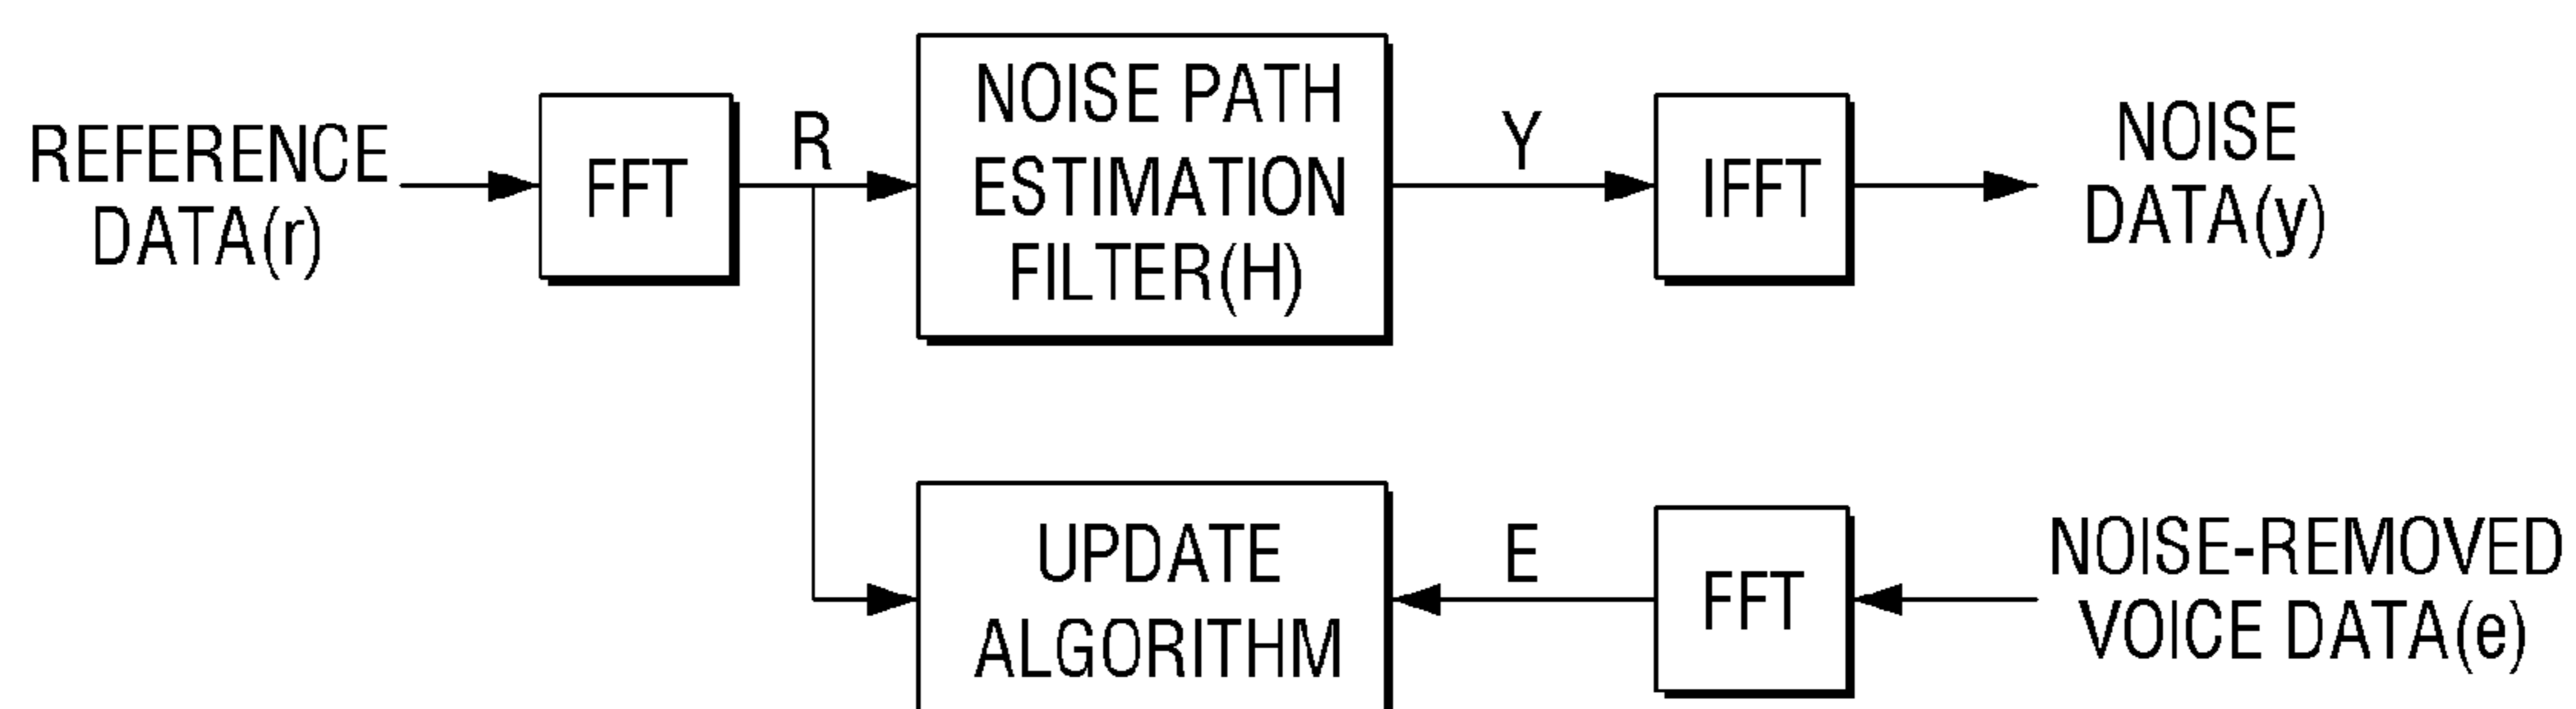 REFERENCE
DATA(r)
FFT
R
NOISE PATH
ESTIMATION
FILTER(H)
Y
IFFT
NOISE
DATA(y)
UPDATE
ALGORITHM
E
FFT
NOISE-REMOVED
VOICE DATA(e)